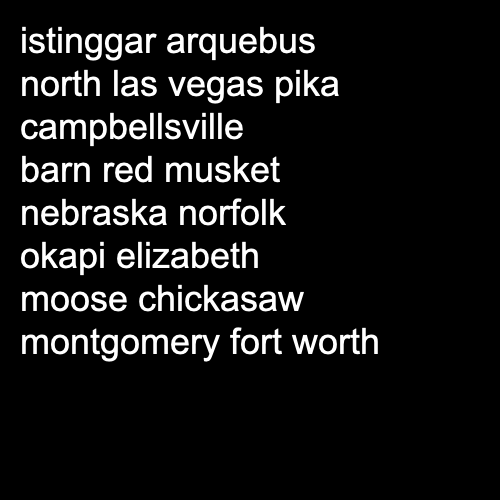 istinggar arquebus
north las vegas pika
campbellsville
barn red musket
nebraska norfolk
okapi elizabeth
moose chickasaw
montgomery fort worth